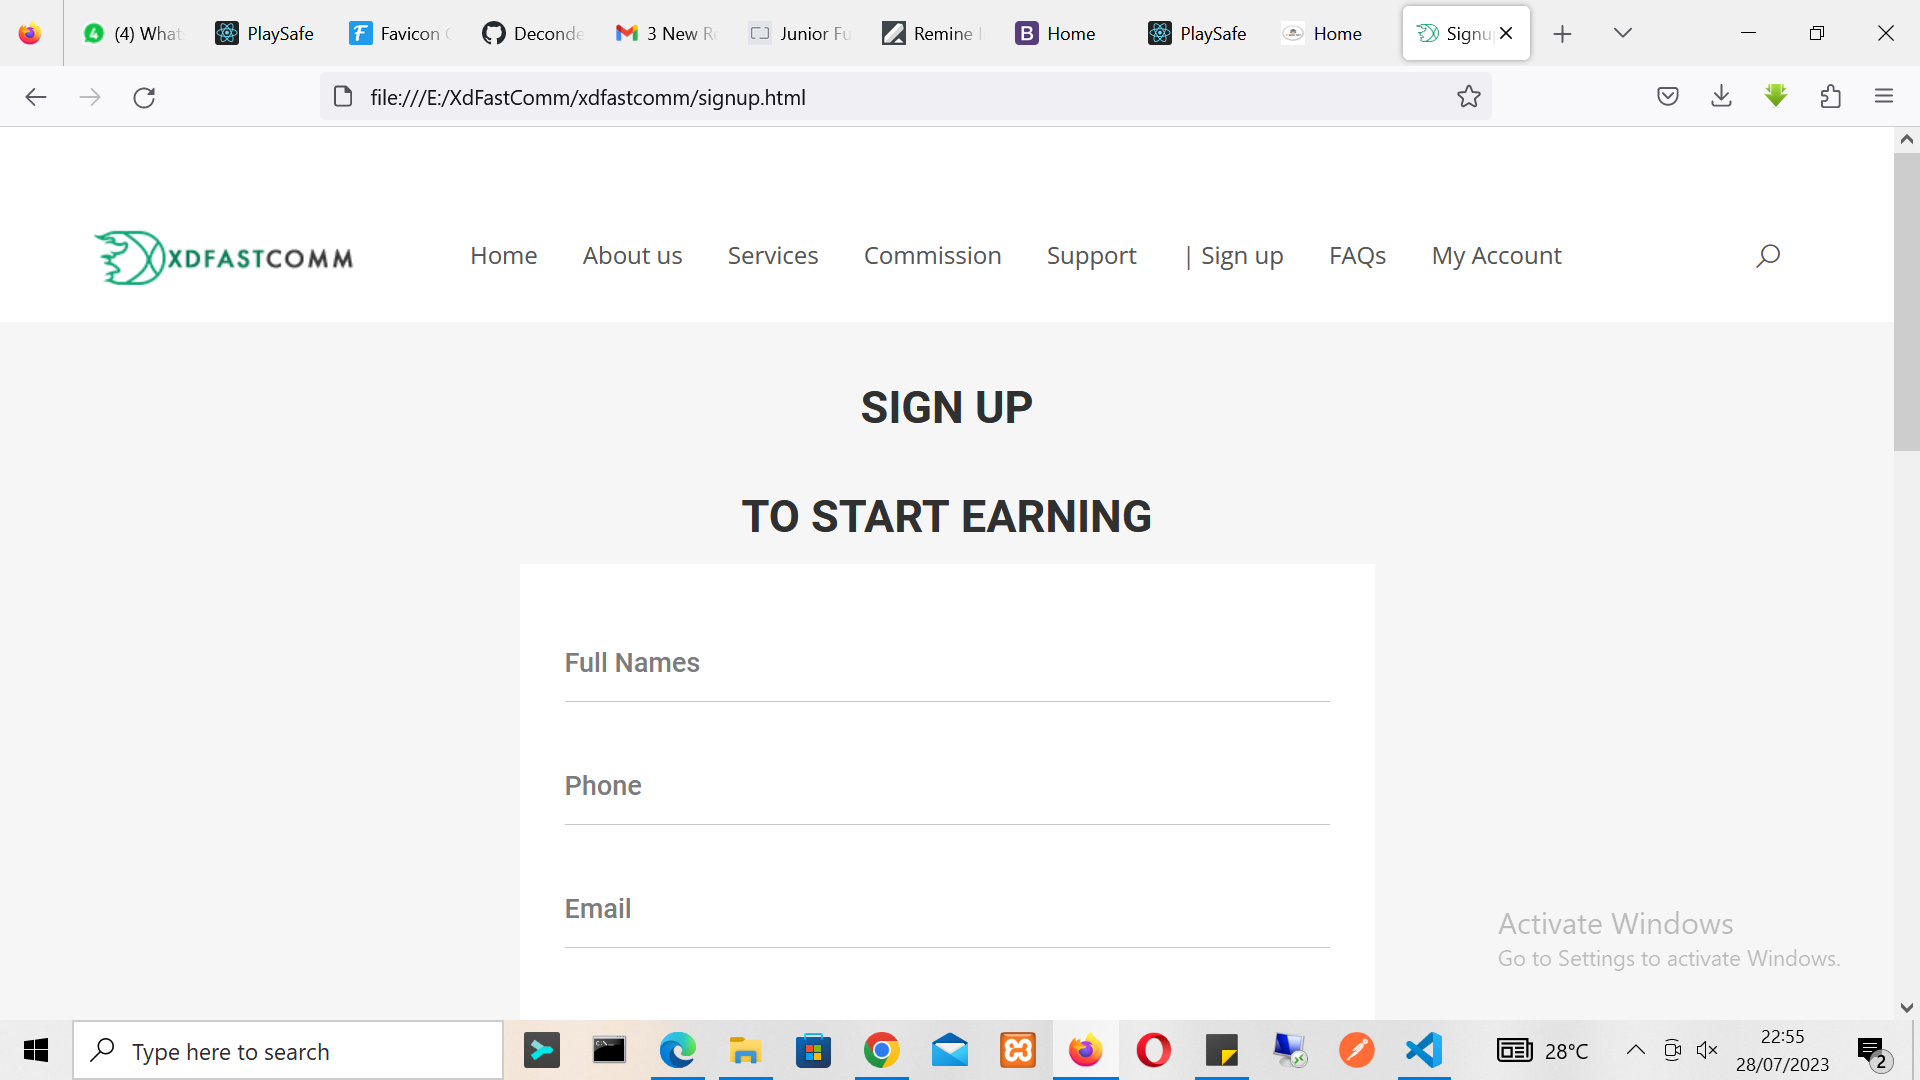 (4) What
PlaySafe
Favicon
Deconde
3 New Re
Junior Fu
Remine
Home
PlaySafe
Home
Signup
file:///E:/XdFastComm/xdfastcomm/signup.html
XDFASTCOMM
Home
About us
Services
Commission
Support
| Sign up
FAQs
My Account
SIGN UP
TO START EARNING
Full Names
Phone
Email
Activate Windows
Go to Settings to activate Windows.
Type here to search
28°C
22:55
28/07/2023
2